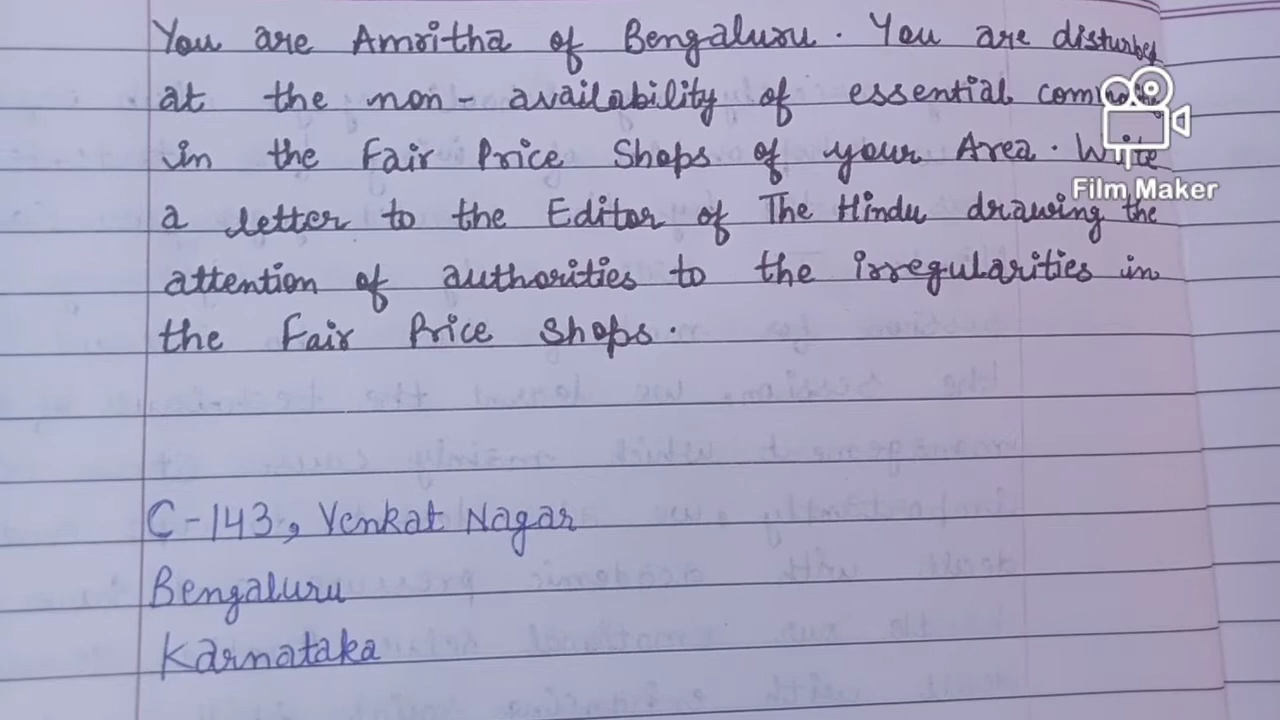 You are Amritha of Bengaluru. You are disturbed
at the non-availability of essential
in the Fair Price Shops of your Area. Write
Film Maker
a letter to the Editor of The Hindu drawing the
attention of authorities to the irregularities in
the Fair Price Shops.
C-143, Venkat Nagar
Bengaluru
Karnataka